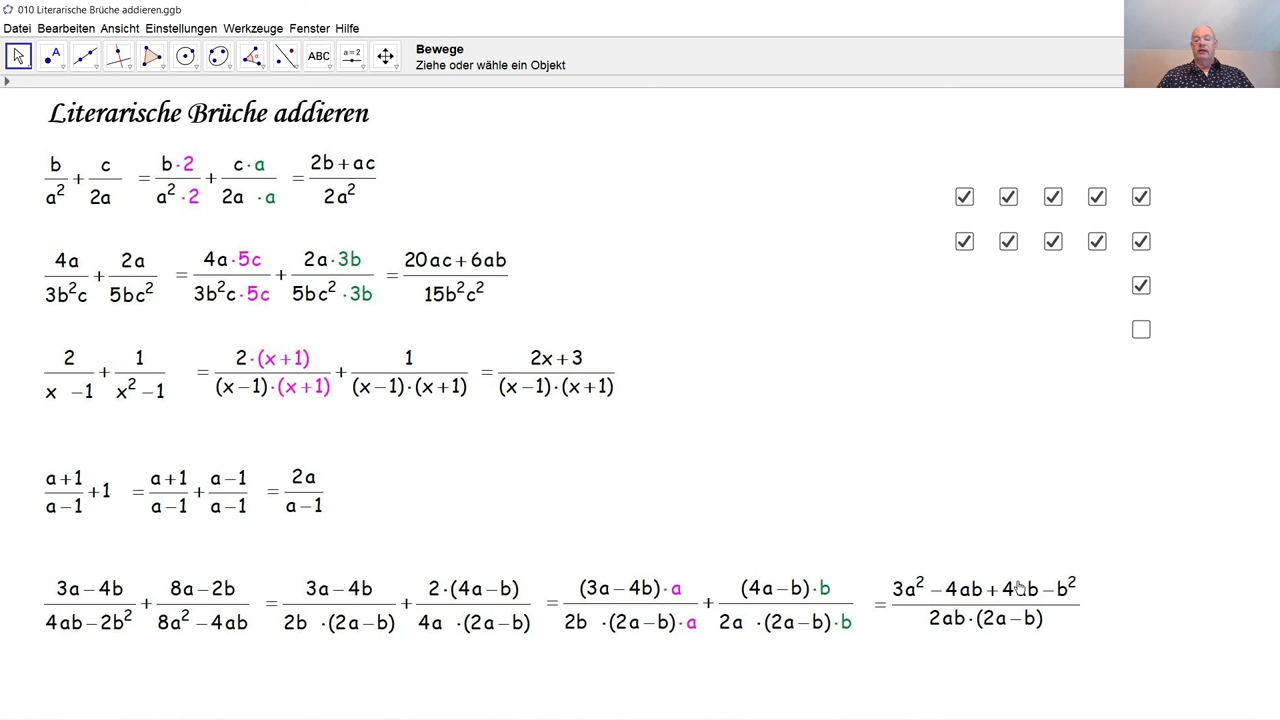 010 Literarische Brüche addieren.ggb
Datei Bearbeiten Ansicht Einstellungen Werkzeuge Fenster Hilfe
A ABC a=2
Bewege
Ziehe oder wähle ein Objekt
Literarische Brüche addieren
b/a² + c/2a = b·2/a²·2 + c·a/2a·a = 2b+ac/2a²
4a/3b²c + 2a/5bc² = 4a·5c/3b²c·5c + 2a·3b/5bc²·3b = 20ac+6ab/15b²c²
2/x−1 + 1/x²−1 = 2·(x+1)/(x−1)·(x+1) + 1/(x−1)·(x+1) = 2x+3/(x−1)·(x+1)
a+1/a−1 +1 = a+1/a−1 + a−1/a−1 = 2a/a−1
3a−4b/4ab−2b² + 8a−2b/8a²−4ab = 3a−4b/2b·(2a−b) + 2·(4a−b)/4a·(2a−b) = (3a−4b)·a/2b·(2a−b)·a + (4a−b)·b/2a·(2a−b)·b = 3a²−4ab+4ab−b²/2ab·(2a−b)